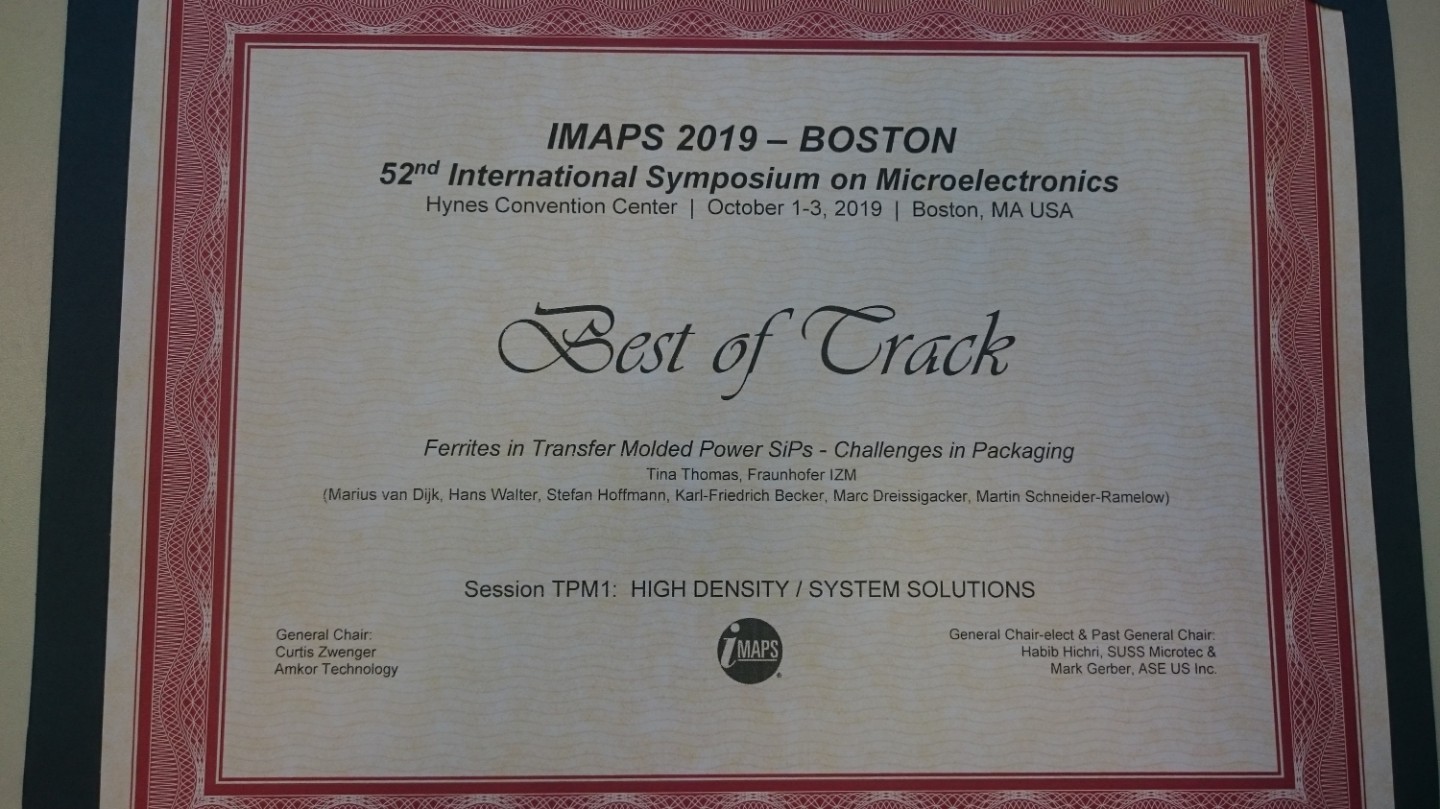 IMAPS 2019 – BOSTON
52nd International Symposium on Microelectronics
Hynes Convention Center | October 1-3, 2019 | Boston, MA USA
Best of Track
Ferrites in Transfer Molded Power SiPs - Challenges in Packaging
Tina Thomas, Fraunhofer IZM
(Marius van Dijk, Hans Walter, Stefan Hoffmann, Karl-Friedrich Becker, Marc Dreissigacker, Martin Schneider-Ramelow)
Session TPM1: HIGH DENSITY / SYSTEM SOLUTIONS
General Chair:
Curtis Zwenger
Amkor Technology
iMAPS®
General Chair-elect & Past General Chair:
Habib Hichri, SUSS Microtec &
Mark Gerber, ASE US Inc.